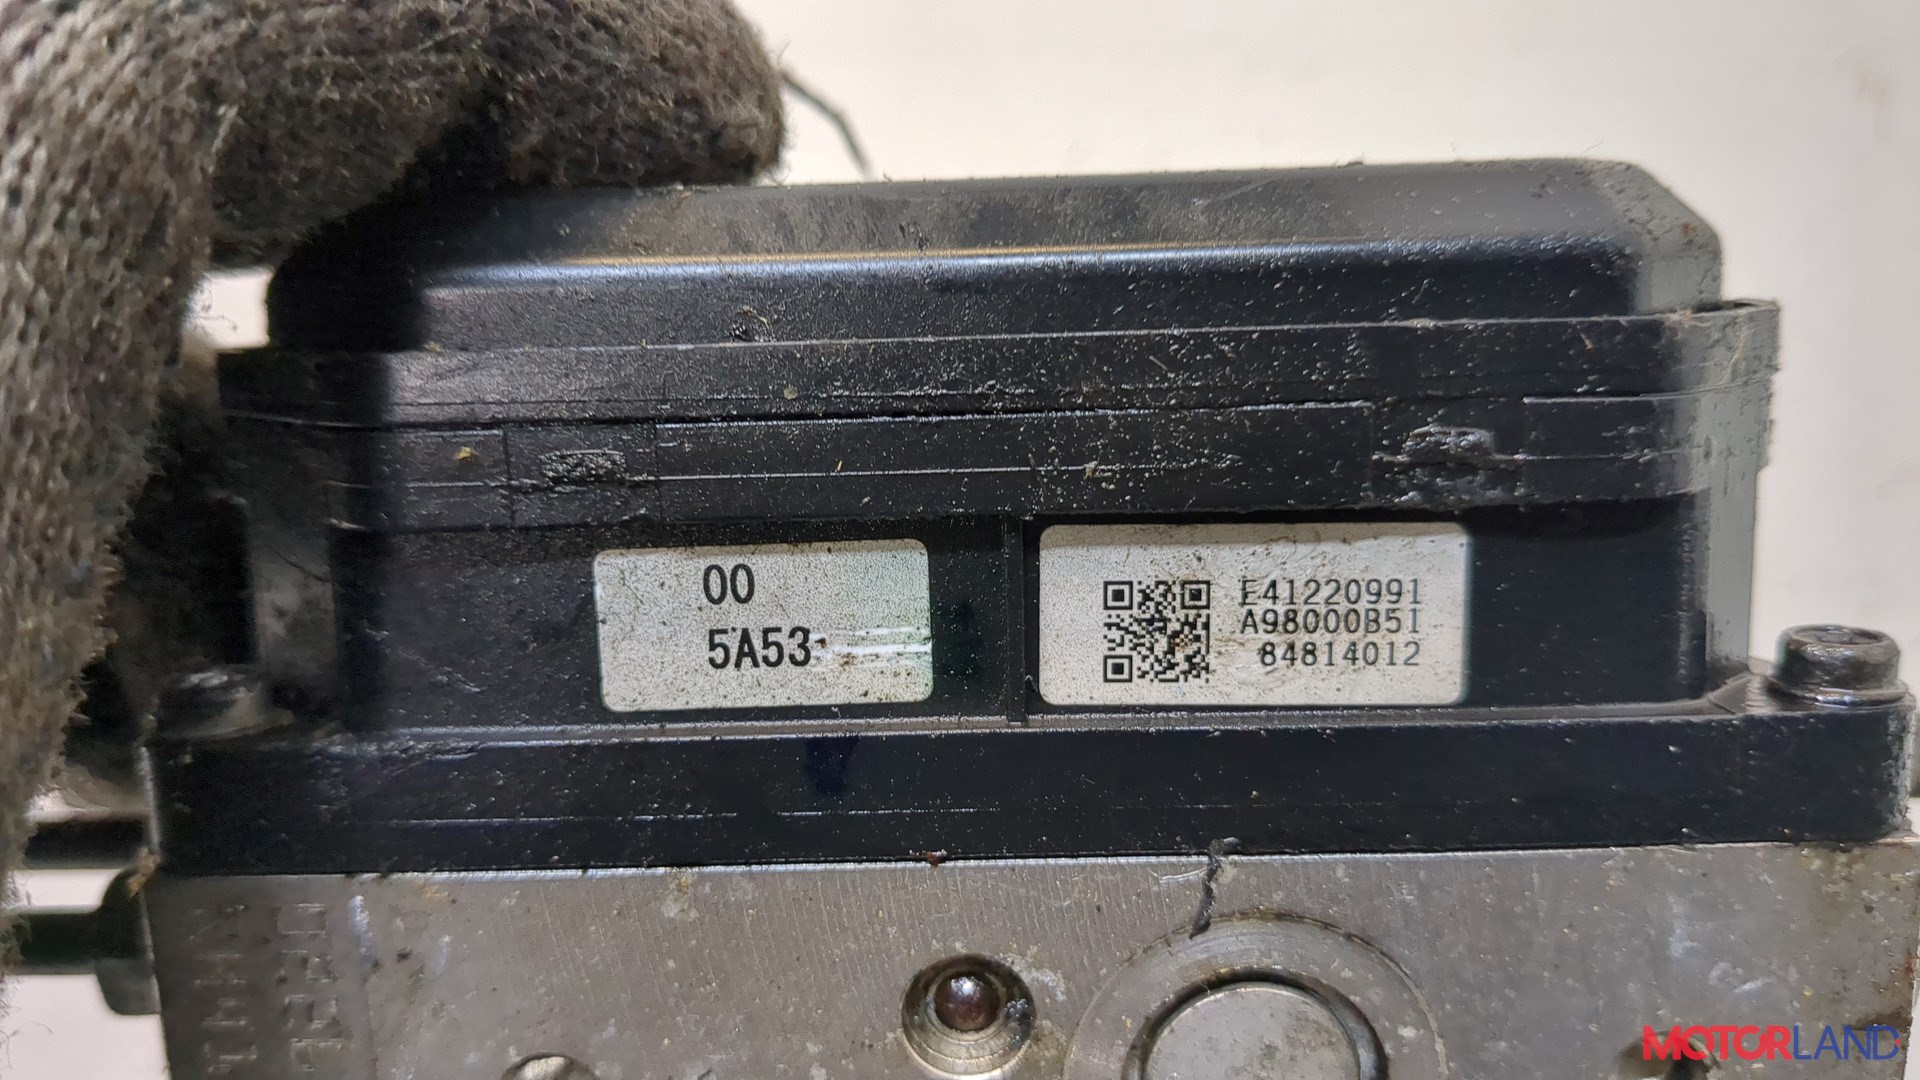 00
5A53
E41220991
A98000B51
84814012
MOTORLAND